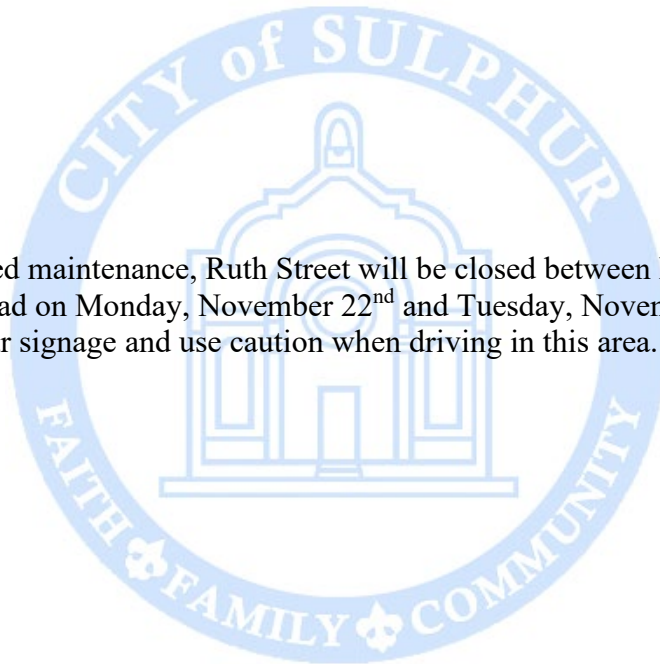 CITY of SULPHUR
ed maintenance, Ruth Street will be closed between
ad on Monday, November 22nd and Tuesday, Novem
r signage and use caution when driving in this area.
FAITH FAMILY COMMUNITY